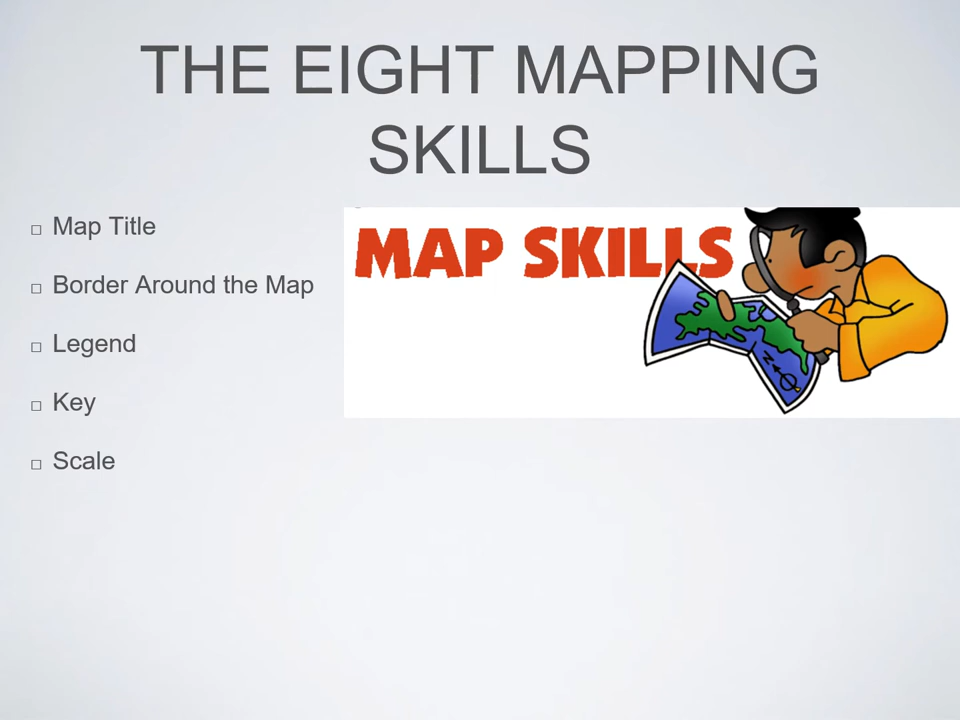 THE EIGHT MAPPING
SKILLS
Map Title
Border Around the Map
Legend
Key
Scale
MAP SKILLS
N